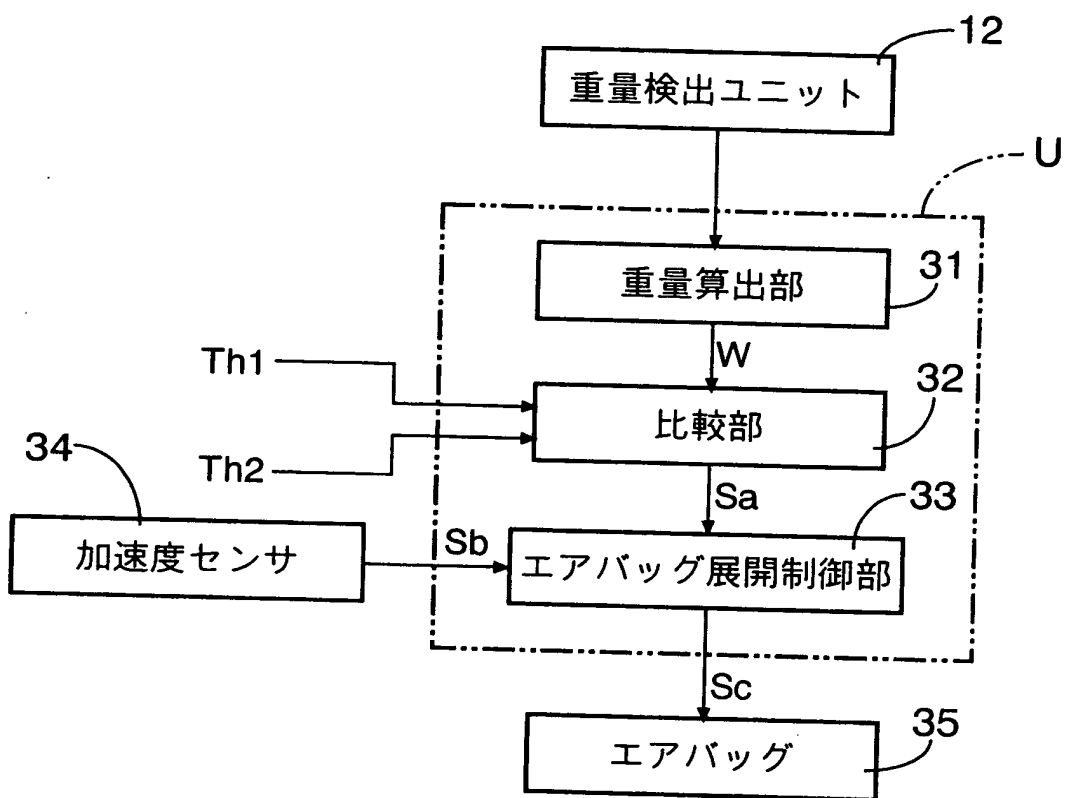 12
重量検出ユニット
U
重量算出部
31
W
Th1
32
比較部
34
Th2
Sa
33
加速度センサ
Sb
エアバッグ展開制御部
Sc
35
エアバッグ